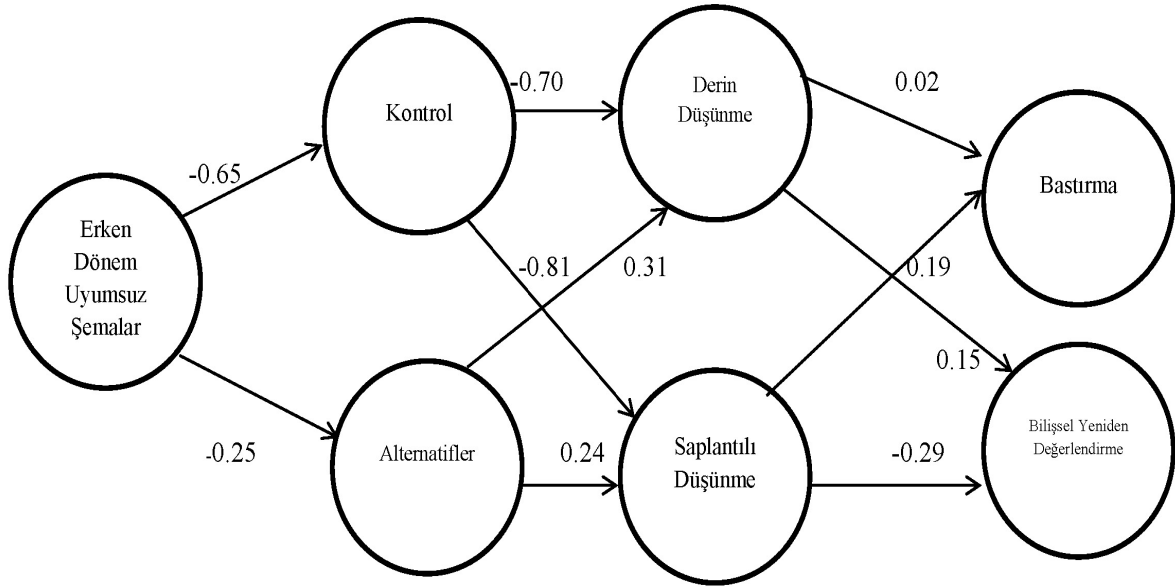 -0.70
Derin
Düşünme
0.02
Kontrol
-0.65
Bastırma
Erken
Dönem
Uyumsuz
Şemalar
-0.81
0.31
0.19
0.15
-0.25
Alternatifler
0.24
Saplantılı
Düşünme
-0.29
Bilişsel Yeniden
Değerlendirme